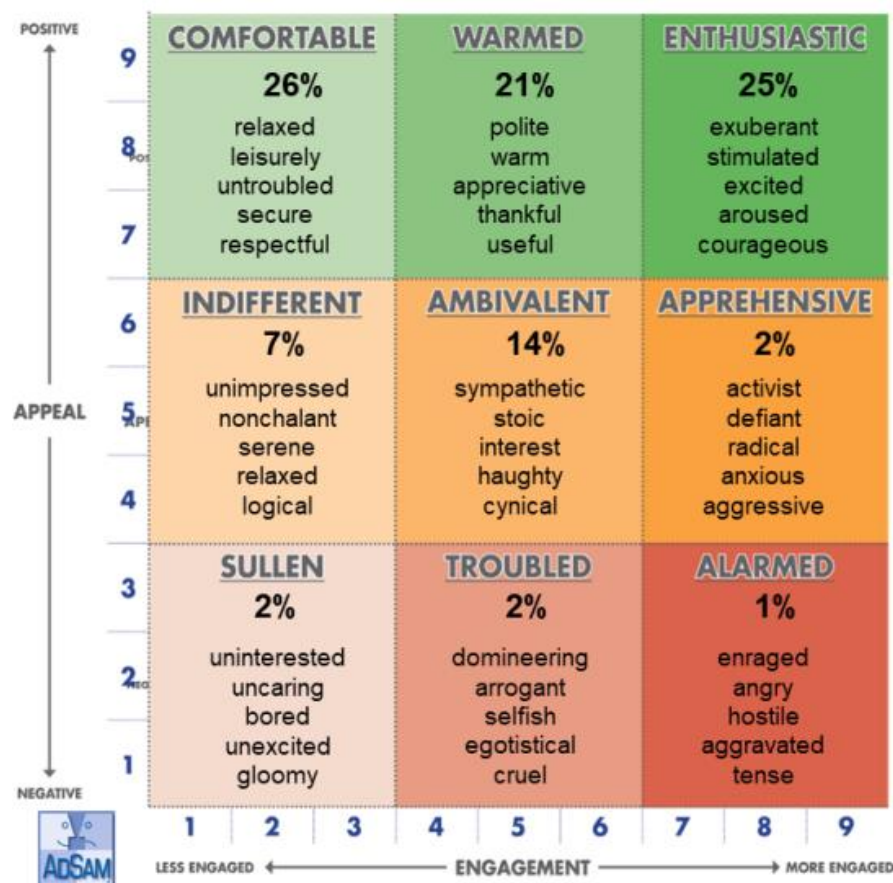 POSITIVE
9
COMFORTABLE
26%
relaxed
leisurely
untroubled
secure
respectful
WARMED
21%
polite
warm
appreciative
thankful
useful
ENTHUSIASTIC
25%
exuberant
stimulated
excited
aroused
courageous
8
POS
7
6
INDIFFERENT
7%
unimpressed
nonchalant
serene
relaxed
logical
AMBIVALENT
14%
sympathetic
stoic
interest
haughty
cynical
APPREHENSIVE
2%
activist
defiant
radical
anxious
aggressive
APPEAL
5
4
3
SULLEN
2%
uninterested
uncaring
bored
unexcited
gloomy
TROUBLED
2%
domineering
arrogant
selfish
egotistical
cruel
ALARMED
1%
enraged
angry
hostile
aggravated
tense
2
1
NEGATIVE
ADSAM
1 2 3 4 5 6 7 8 9
LESS ENGAGED ENGAGEMENT MORE ENGAGED